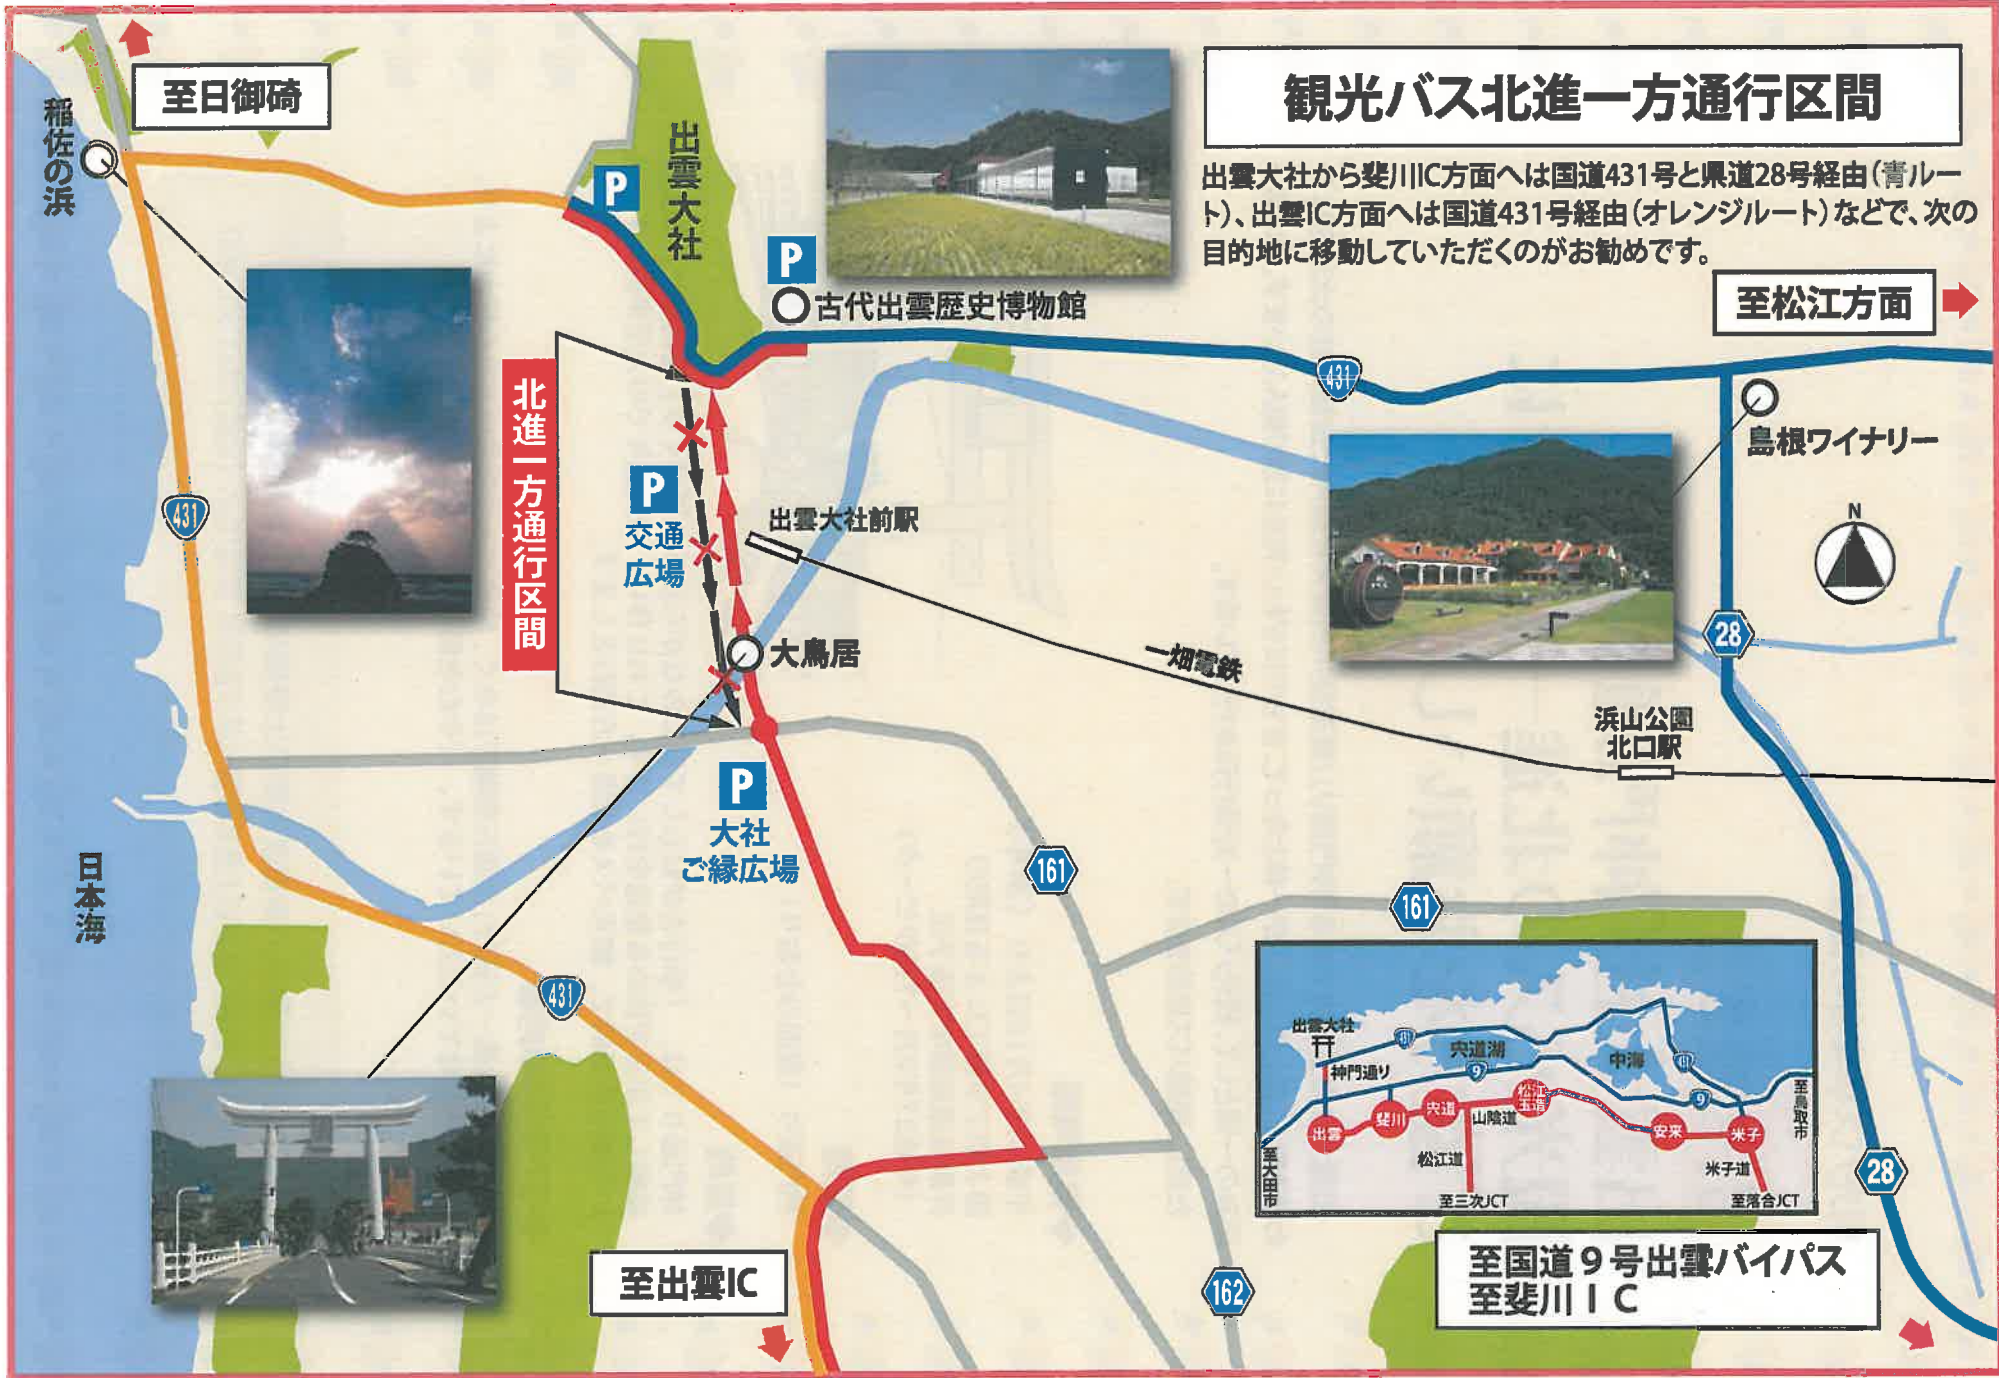 観光バス北進一方通行区間
出雲大社から斐川IC方面へは国道431号と県道28号経由（青ルー
ト）、出雲IC方面へは国道431号経由（オレンジルート）などで、次の
目的地に移動していただくのがお勧めです。
至日御碕
稲佐の浜
P
出雲大社
P
古代出雲歴史博物館
至松江方面
431
島根ワイナリー
N
北進一方通行区間
P
交通
広場
出雲大社前駅
431
大鳥居
一畑電鉄
28
浜山公園
北口駅
P
大社
ご縁広場
161
161
日本海
431
出雲大社
431
宍道湖
中海
431
神門通り
9
9
出雲
斐川
宍道
山陰道
松江
玉造
安来
米子
至鳥取市
至大田市
松江道
米子道
至三次JCT
至落合JCT
28
至出雲IC
162
至国道９号出雲バイパス
至斐川ＩＣ